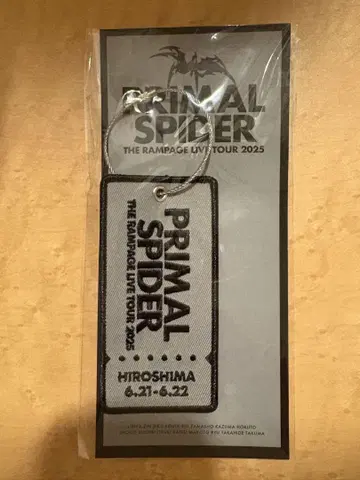 PRIMAL
SPIDER
THE RAMPAGE LIVE TOUR 2025
PRIMAL
SPIDER
THE RAMPAGE LIVE TOUR 2025
HIROSHIMA
6.21-6.22